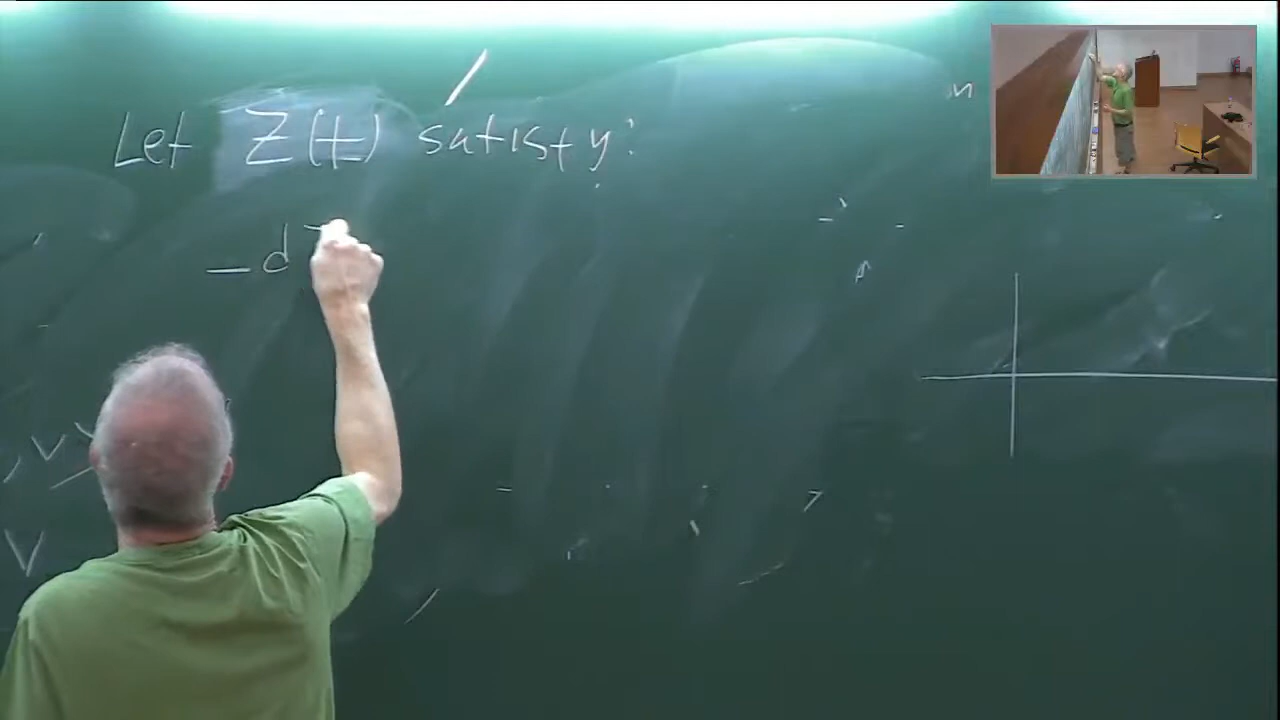 Let Z(t) satisfy:
- d
, v
V
n